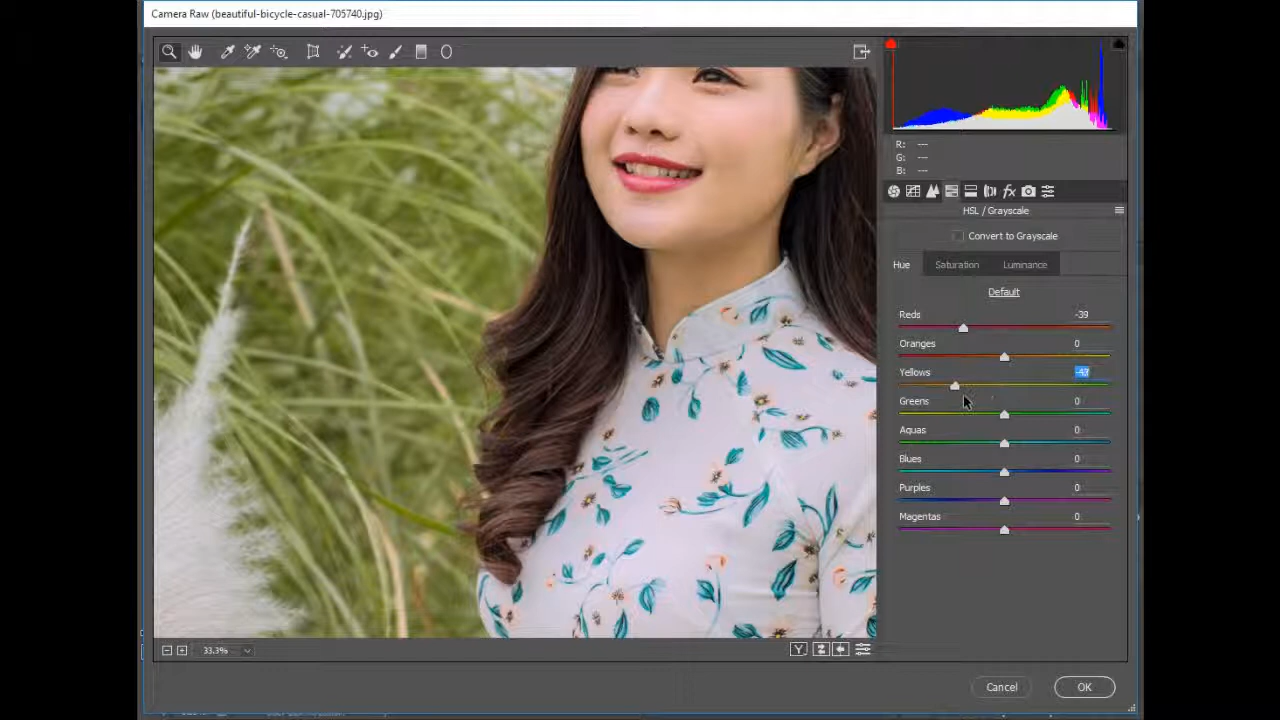 Camera Raw (beautiful-bicycle-casual-705740.jpg)
R: ---
G: ---
B: ---
fx
HSL / Grayscale
Convert to Grayscale
Hue Saturation Luminance
Default
Reds -39
Oranges 0
Yellows
Greens 0
Aquas 0
Blues 0
Purples 0
Magentas 0
33.3% Y
Cancel OK